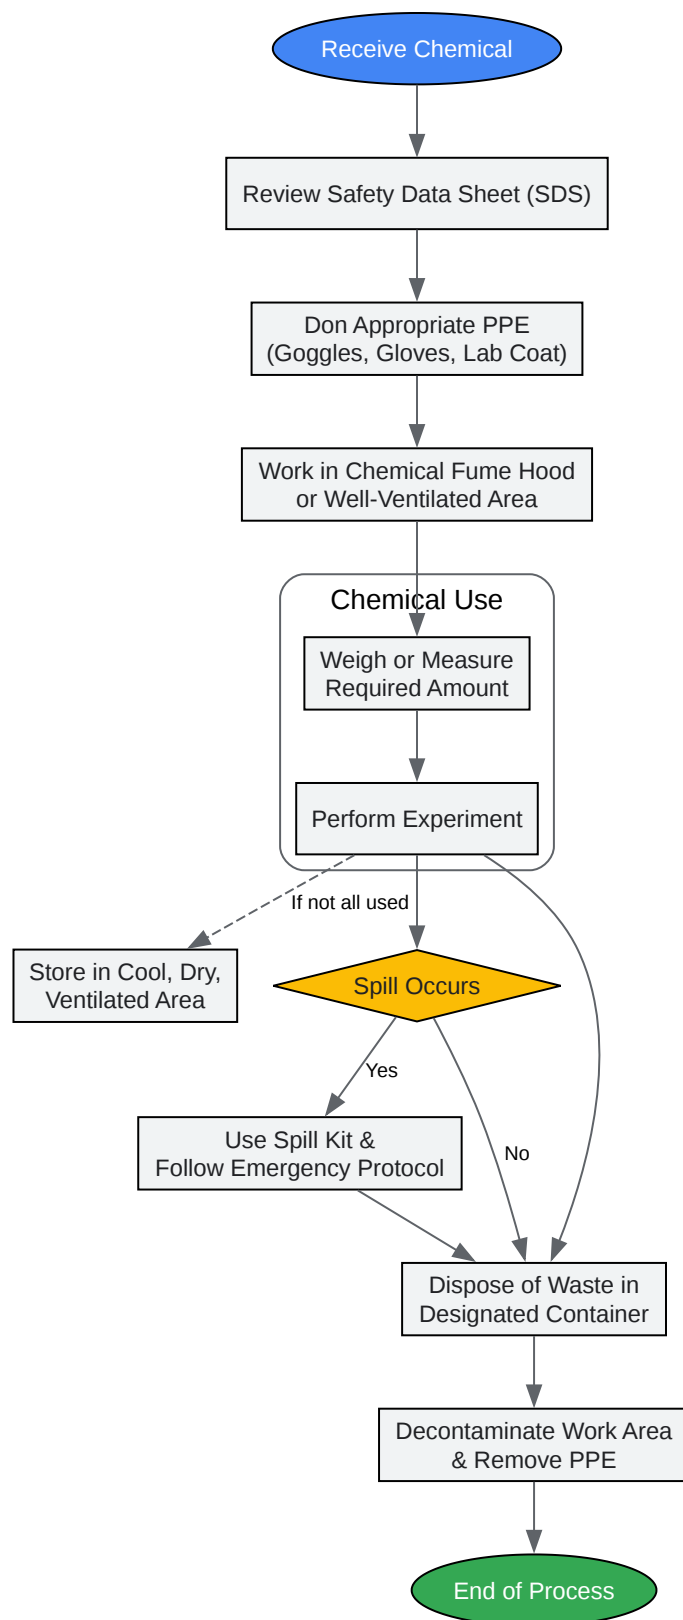 Receive Chemical
Review Safety Data Sheet (SDS)
Don Appropriate PPE
(Goggles, Gloves, Lab Coat)
Work in Chemical Fume Hood
or Well-Ventilated Area
Chemical Use
Weigh or Measure
Required Amount
Perform Experiment
If not all used
Store in Cool, Dry,
Ventilated Area
Spill Occurs
Yes
Use Spill Kit &
Follow Emergency Protocol
No
Dispose of Waste in
Designated Container
Decontaminate Work Area
& Remove PPE
End of Process